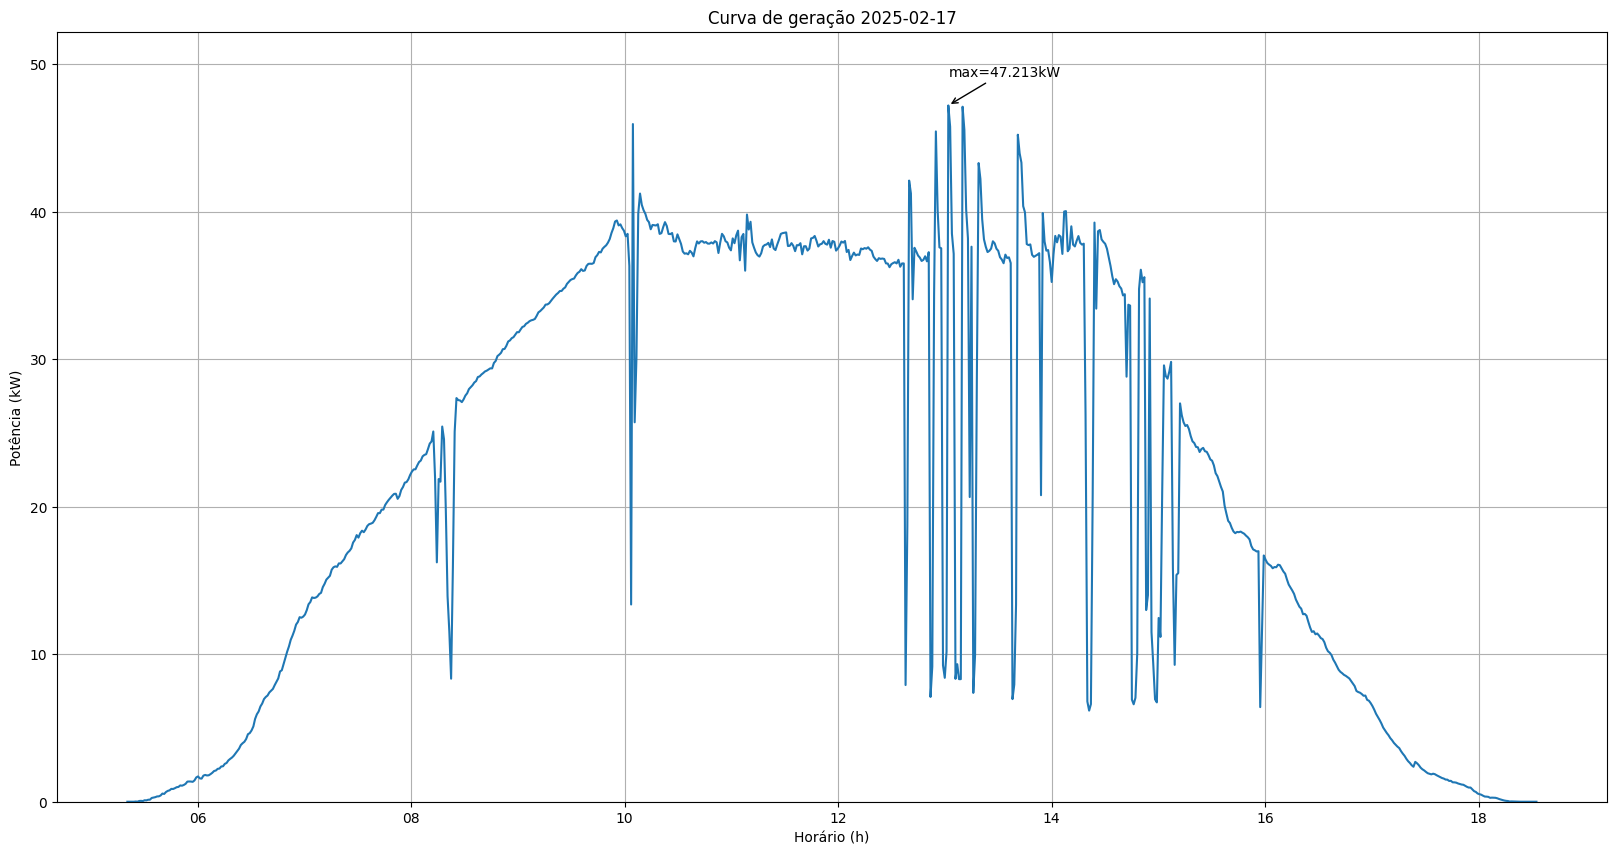 Curva de geração 2025-02-17
max=47.213kW
Potência (kW)
50
40
30
20
10
0
06 08 10 12 14 16 18
Horário (h)